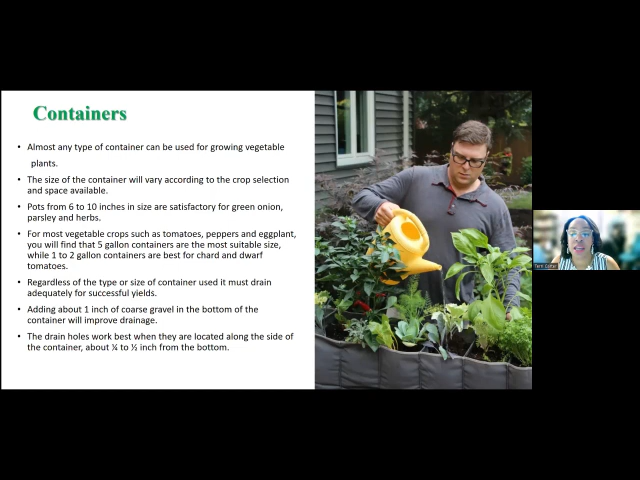 Containers
• Almost any type of container can be used for growing vegetable
plants.
• The size of the container will vary according to the crop selection
and space available.
• Pots from 6 to 10 inches in size are satisfactory for green onion,
parsley and herbs.
• For most vegetable crops such as tomatoes, peppers and eggplant,
you will find that 5 gallon containers are the most suitable size,
while 1 to 2 gallon containers are best for chard and dwarf
tomatoes.
• Regardless of the type or size of container used it must drain
adequately for successful yields.
• Adding about 1 inch of coarse gravel in the bottom of the
container will improve drainage.
• The drain holes work best when they are located along the side of
the container, about ¼ to ½ inch from the bottom.